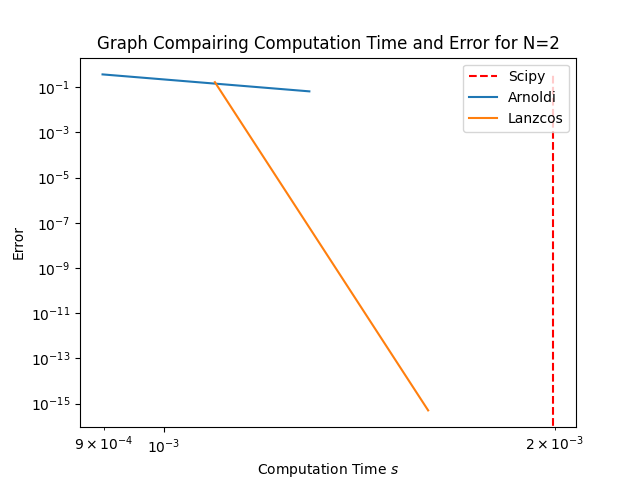 Graph Compairing Computation Time and Error for N=2
Scipy
Arnoldi
Lanzcos
Error
10⁻¹
10⁻³
10⁻⁵
10⁻⁷
10⁻⁹
10⁻¹¹
10⁻¹³
10⁻¹⁵
9 × 10⁻⁴
10⁻³
2 × 10⁻³
Computation Time s